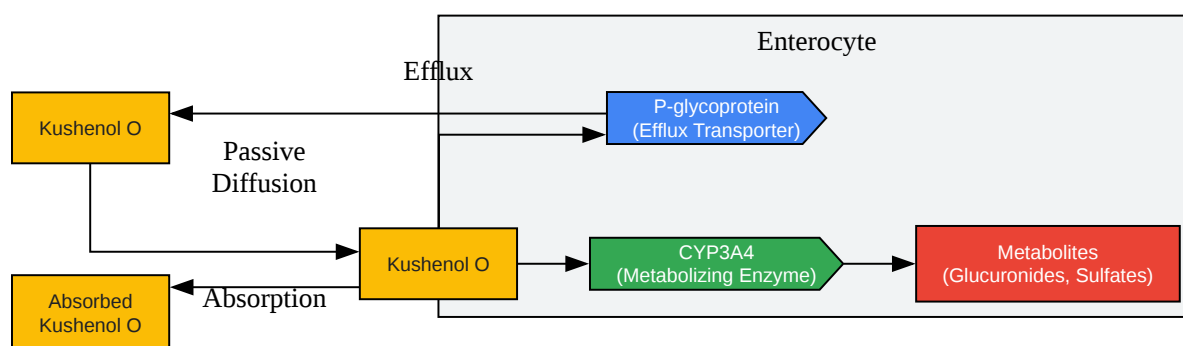 Enterocyte
Efflux
P-glycoprotein
(Efflux Transporter)
Kushenol O
Passive
Diffusion
Kushenol O
CYP3A4
(Metabolizing Enzyme)
Metabolites
(Glucuronides, Sulfates)
Absorption
Absorbed
Kushenol O